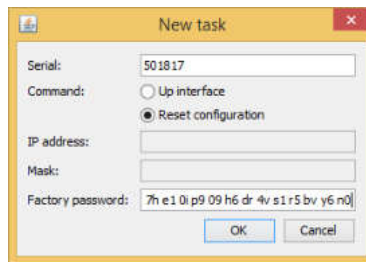 New task
Serial: 501817
Command: Up interface
Reset configuration
IP address:
Mask:
Factory password: 7h e1 0i p9 09 h6 dr 4v s1 r5 bv y6 n0
OK Cancel